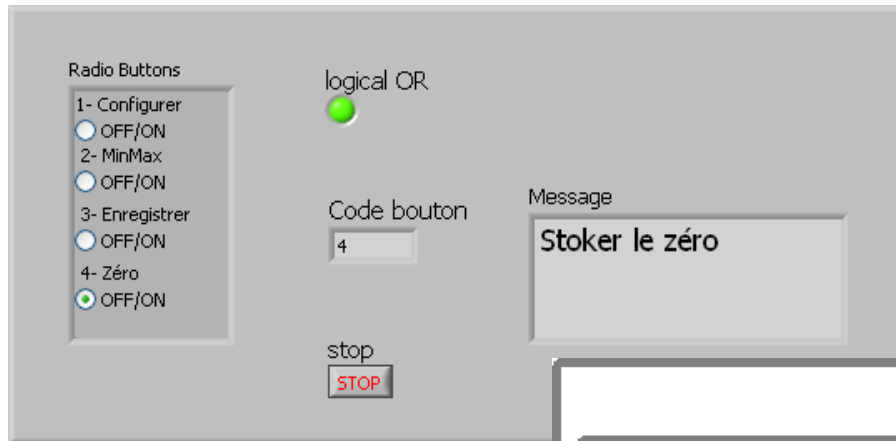 Radio Buttons
1- Configurer
OFF/ON
2- MinMax
OFF/ON
3- Enregistrer
OFF/ON
4- Zéro
OFF/ON
logical OR
Code bouton
4
Message
Stoker le zéro
stop
STOP